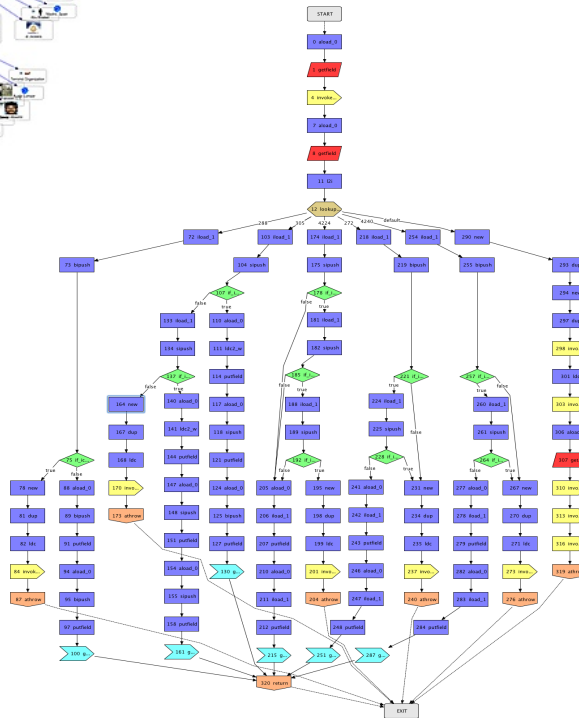 START
0 aload_0
1 getfield
4 invoke...
7 aload_0
8 getfield
11 l2i
12 lookup...
288
305
4224
272
4240
default
72 iload_1
103 iload_1
174 iload_1
218 iload_1
254 iload_1
290 new
73 bipush
104 sipush
175 sipush
219 bipush
255 bipush
293 dup
107 if_i...
178 if_i...
294 new
false
true
false
true
133 iload_1
110 aload_0
181 iload_1
297 dup
134 sipush
111 ldc2_w
182 sipush
298 invo...
137 if_i...
114 putfield
185 if_i...
221 if_i...
257 if_i...
301 ldc
false
true
true
false
true
true
164 new
140 aload_0
117 aload_0
188 iload_1
224 iload_1
260 iload_1
303 invo...
167 dup
141 ldc2_w
118 sipush
189 sipush
225 sipush
261 sipush
306 aload
false
false
75 if_ic...
168 ldc
144 putfield
121 putfield
192 if_i...
228 if_i...
264 if_i...
307 get
true
false
false
true
false
true
false
true
78 new
88 aload_0
170 invo...
147 aload_0
124 aload_0
205 aload_0
195 new
241 aload_0
231 new
277 aload_0
267 new
310 invo
81 dup
89 bipush
173 athrow
148 sipush
125 bipush
206 iload_1
198 dup
242 iload_1
234 dup
278 iload_1
270 dup
313 invo
82 ldc
91 putfield
151 putfield
127 putfield
207 putfield
199 ldc
243 putfield
235 ldc
279 putfield
271 ldc
316 invo
84 invok...
94 aload_0
154 aload_0
130 g...
210 aload_0
201 invo...
246 aload_0
237 invo...
282 aload_0
273 invo...
319 athr
87 athrow
95 bipush
155 sipush
211 iload_1
204 athrow
247 iload_1
240 athrow
283 iload_1
276 athrow
97 putfield
158 putfield
212 putfield
248 putfield
284 putfield
100 g...
161 g...
215 g...
251 g...
287 g...
320 return
EXIT